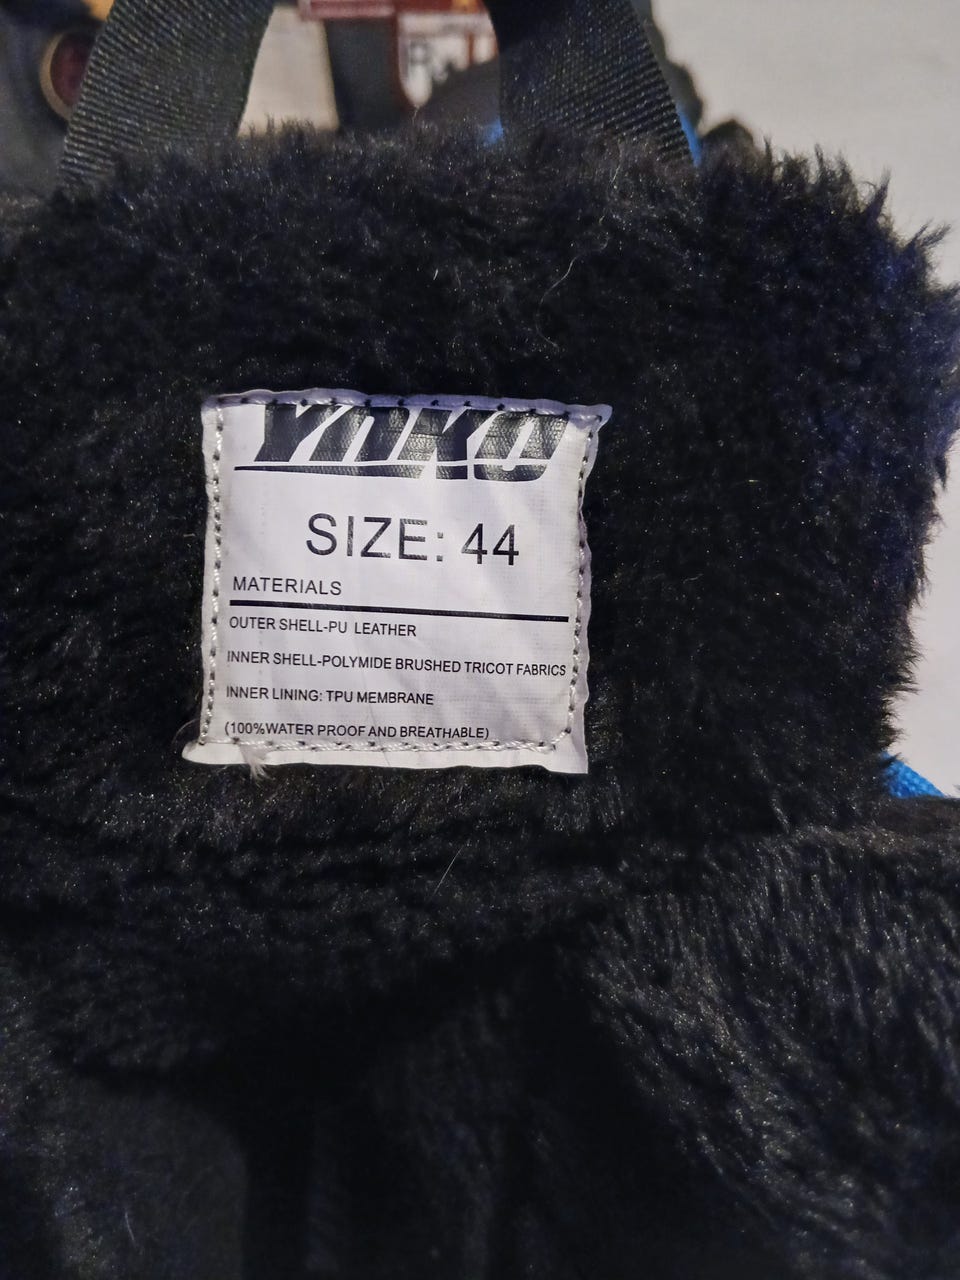 YNKO
SIZE: 44
MATERIALS
OUTER SHELL-PU LEATHER
INNER SHELL-POLYMIDE BRUSHED TRICOT FABRICS
INNER LINING: TPU MEMBRANE
(100%WATER PROOF AND BREATHABLE)